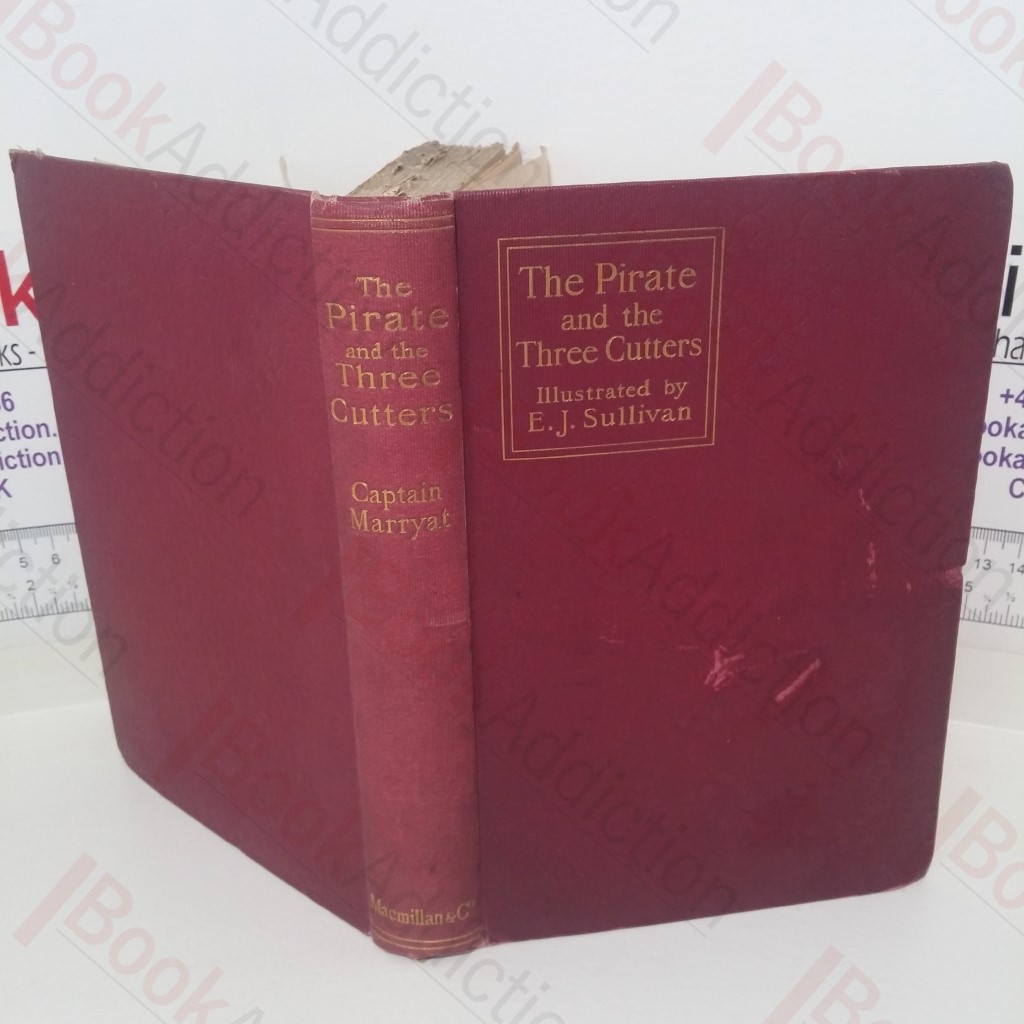 The
Pirate
and the
Three
Cutters
Captain
Marryat
Macmillan & Co
The Pirate
and the
Three Cutters
Illustrated by
E. J. Sullivan
BookAddiction